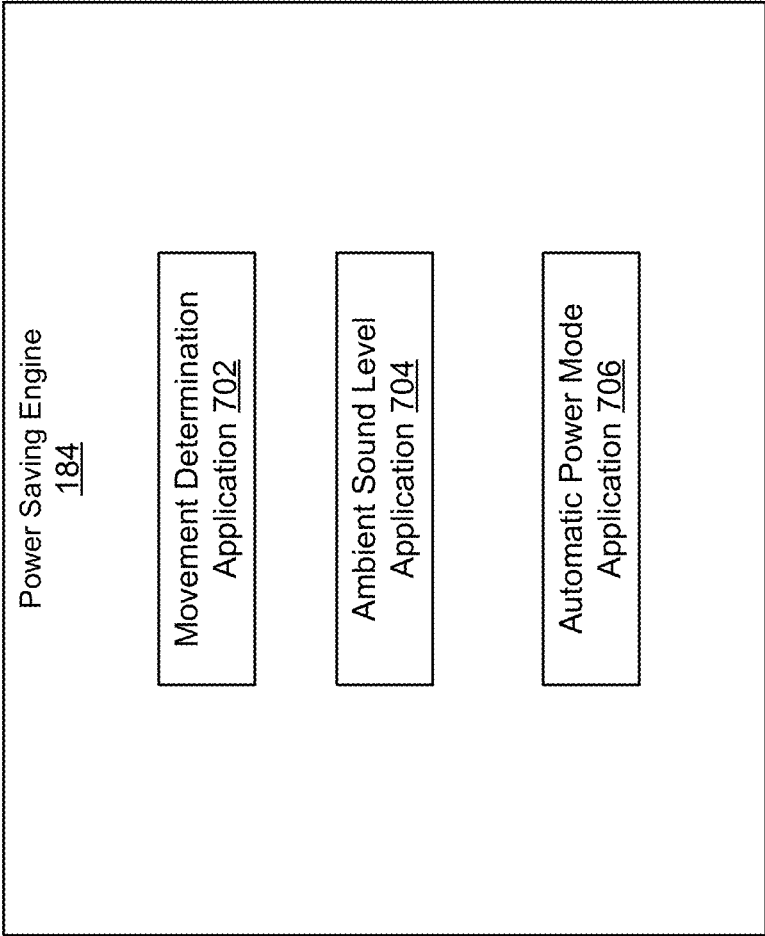 Power Saving Engine
184
Movement Determination
Application 702
Ambient Sound Level
Application 704
Automatic Power Mode
Application 706